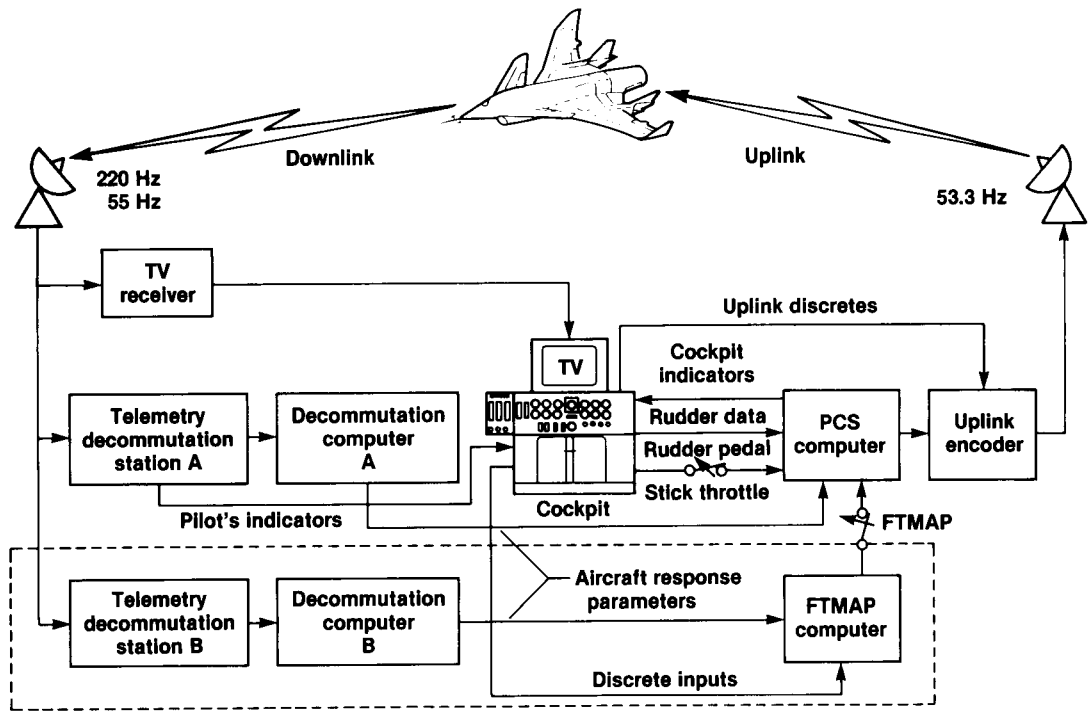 Downlink
Uplink
220 Hz
55 Hz
53.3 Hz
TV
receiver
Uplink discretes
TV
Cockpit
indicators
Telemetry
decommutation
station A
Decommutation
computer
A
Rudder data
PCS
computer
Uplink
encoder
Rudder pedal
Stick throttle
Pilot's indicators
Cockpit
FTMAP
Aircraft response
parameters
Telemetry
decommutation
station B
Decommutation
computer
B
FTMAP
computer
Discrete inputs